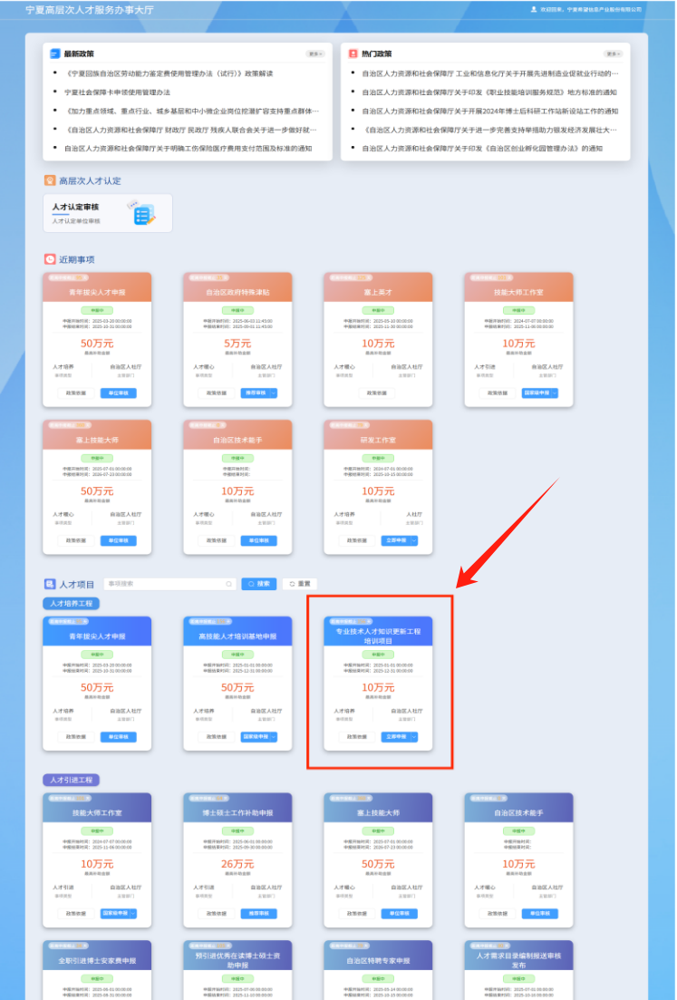 宁夏高层次人才服务办事大厅
欢迎回来，宁夏希望信息产业股份有限公司
最新政策
更多»
《宁夏回族自治区劳动能力鉴定费使用管理办法（试行）》政策解读
宁夏社会保障卡申领使用管理办法
《加力重点领域、重点行业、城乡基层和中小微企业岗位挖潜扩容支持重点群体…
《自治区人力资源和社会保障厅 财政厅 民政厅 残疾人联合会关于进一步做好就…
自治区人力资源和社会保障厅关于明确工伤保险医疗费用支付范围及标准的通知
热门政策
更多»
自治区人力资源和社会保障厅 工业和信息化厅关于开展先进制造业促就业行动的…
自治区人力资源和社会保障厅关于印发《职业技能培训服务规范》地方标准的通知
自治区人力资源和社会保障厅关于开展2024年博士后科研工作站新设站工作的通知
《自治区人力资源和社会保障厅关于进一步完善支持举措助力银发经济发展壮大…
自治区人力资源和社会保障厅关于印发《自治区创业孵化园管理办法》的通知
高层次人才认定
人才认定审核
人才认定单位审核
近期事项
青年拔尖人才申报
申报中
申报开始时间：2025-03-20 00:00:00
申报结束时间：2025-10-31 00:00:00
50万元
最高补助金额
人才培养 自治区人社厅
事项类型 主管部门
政策依据 单位审核
自治区政府特殊津贴
申报中
申报开始时间：2025-06-03 11:45:00
申报结束时间：2025-09-01 11:45:00
5万元
最高补助金额
人才暖心 自治区人社厅
事项类型 主管部门
政策依据 推荐审核
塞上英才
申报中
申报开始时间：2025-05-10 00:00:00
申报结束时间：2025-11-30 00:00:00
10万元
最高补助金额
人才暖心 自治区人社厅
事项类型 主管部门
政策依据
技能大师工作室
申报中
申报开始时间：2024-07-07 00:00:00
申报结束时间：2025-11-06 00:00:00
10万元
最高补助金额
人才引进 自治区人社厅
事项类型 主管部门
政策依据 国家级申报
塞上技能大师
申报中
申报开始时间：2025-07-01 00:00:00
申报结束时间：2026-07-23 00:00:00
50万元
最高补助金额
人才暖心 自治区人社厅
事项类型 主管部门
政策依据 单位审核
自治区技术能手
申报中
申报开始时间：
申报结束时间：
10万元
最高补助金额
人才暖心 自治区人社厅
事项类型 主管部门
政策依据 单位审核
研发工作室
申报中
申报开始时间：2024-07-01 00:00:00
申报结束时间：2025-10-15 00:00:00
10万元
最高补助金额
人才培养 人社厅
事项类型 主管部门
政策依据 立即申报
人才项目 事项搜索 搜索 重置
人才培养工程
青年拔尖人才申报
申报中
申报开始时间：2025-03-20 00:00:00
申报结束时间：2025-10-31 00:00:00
50万元
最高补助金额
人才培养 自治区人社厅
事项类型 主管部门
政策依据 单位审核
高技能人才培训基地申报
申报中
申报开始时间：2025-01-01 00:00:00
申报结束时间：2025-12-31 00:00:00
50万元
最高补助金额
人才培养 自治区人社厅
事项类型 主管部门
政策依据 国家级申报
专业技术人才知识更新工程
培训项目
申报中
申报开始时间：2025-01-01 00:00:00
申报结束时间：2025-12-31 00:00:00
10万元
最高补助金额
人才培养 自治区人社厅
事项类型 主管部门
政策依据 立即申报
人才引进工程
技能大师工作室
申报中
申报开始时间：2024-07-07 00:00:00
申报结束时间：2025-11-06 00:00:00
10万元
最高补助金额
人才引进 自治区人社厅
事项类型 主管部门
政策依据 国家级申报
博士硕士工作补助申报
申报中
申报开始时间：2025-06-01 00:00:00
申报结束时间：2025-09-30 00:00:00
26万元
最高补助金额
人才引进 自治区人社厅
事项类型 主管部门
政策依据 推荐审核
塞上技能大师
申报中
申报开始时间：2025-07-01 00:00:00
申报结束时间：2026-07-23 00:00:00
50万元
最高补助金额
人才暖心 自治区人社厅
事项类型 主管部门
政策依据 单位审核
自治区技术能手
申报中
申报开始时间：
申报结束时间：
10万元
最高补助金额
人才暖心 自治区人社厅
事项类型 主管部门
政策依据 单位审核
全职引进博士安家费申报
申报中
申报开始时间：2025-06-01 00:00:00
申报结束时间：2025-08-31 00:00:00
预引进优秀在读博士硕士资
助申报
申报中
申报开始时间：2025-07-06 00:00:00
申报结束时间：2025-11-10 00:00:00
自治区特聘专家申报
申报中
申报开始时间：2025-05-14 00:00:00
申报结束时间：2025-10-15 00:00:00
人才需求目录编制报送审核
发布
申报中
申报开始时间：2025-07-01 00:00:00
申报结束时间：2025-10-10 00:00:00